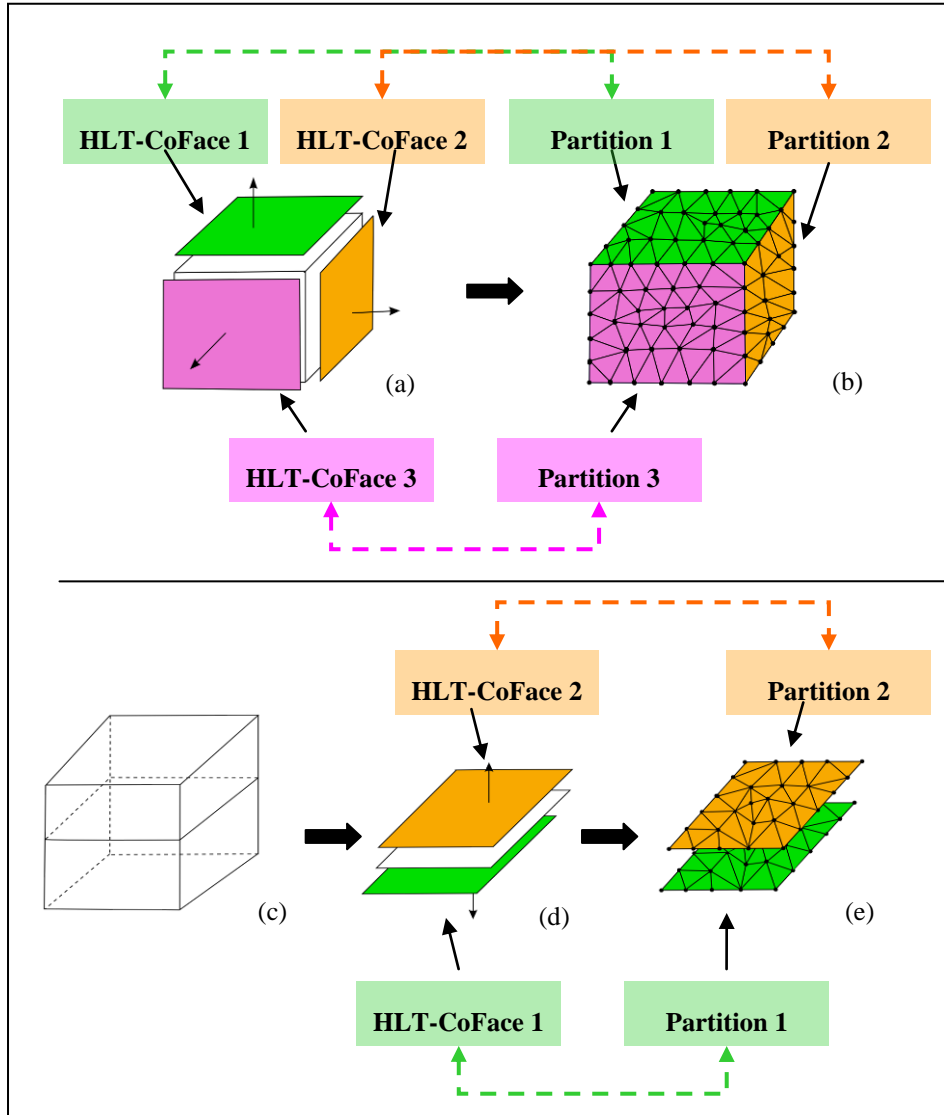 HLT-CoFace 1
HLT-CoFace 2
Partition 1
Partition 2
(a)
(b)
HLT-CoFace 3
Partition 3
HLT-CoFace 2
Partition 2
(c)
(d)
(e)
HLT-CoFace 1
Partition 1